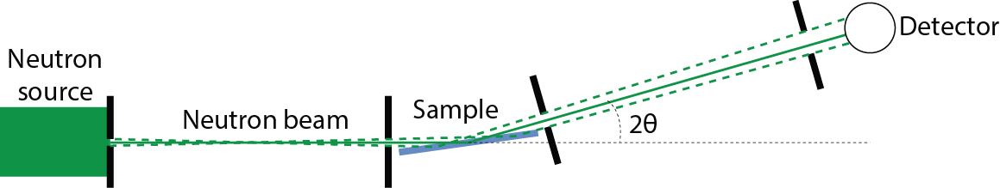 Neutron
source
Neutron beam
Sample
2θ
Detector